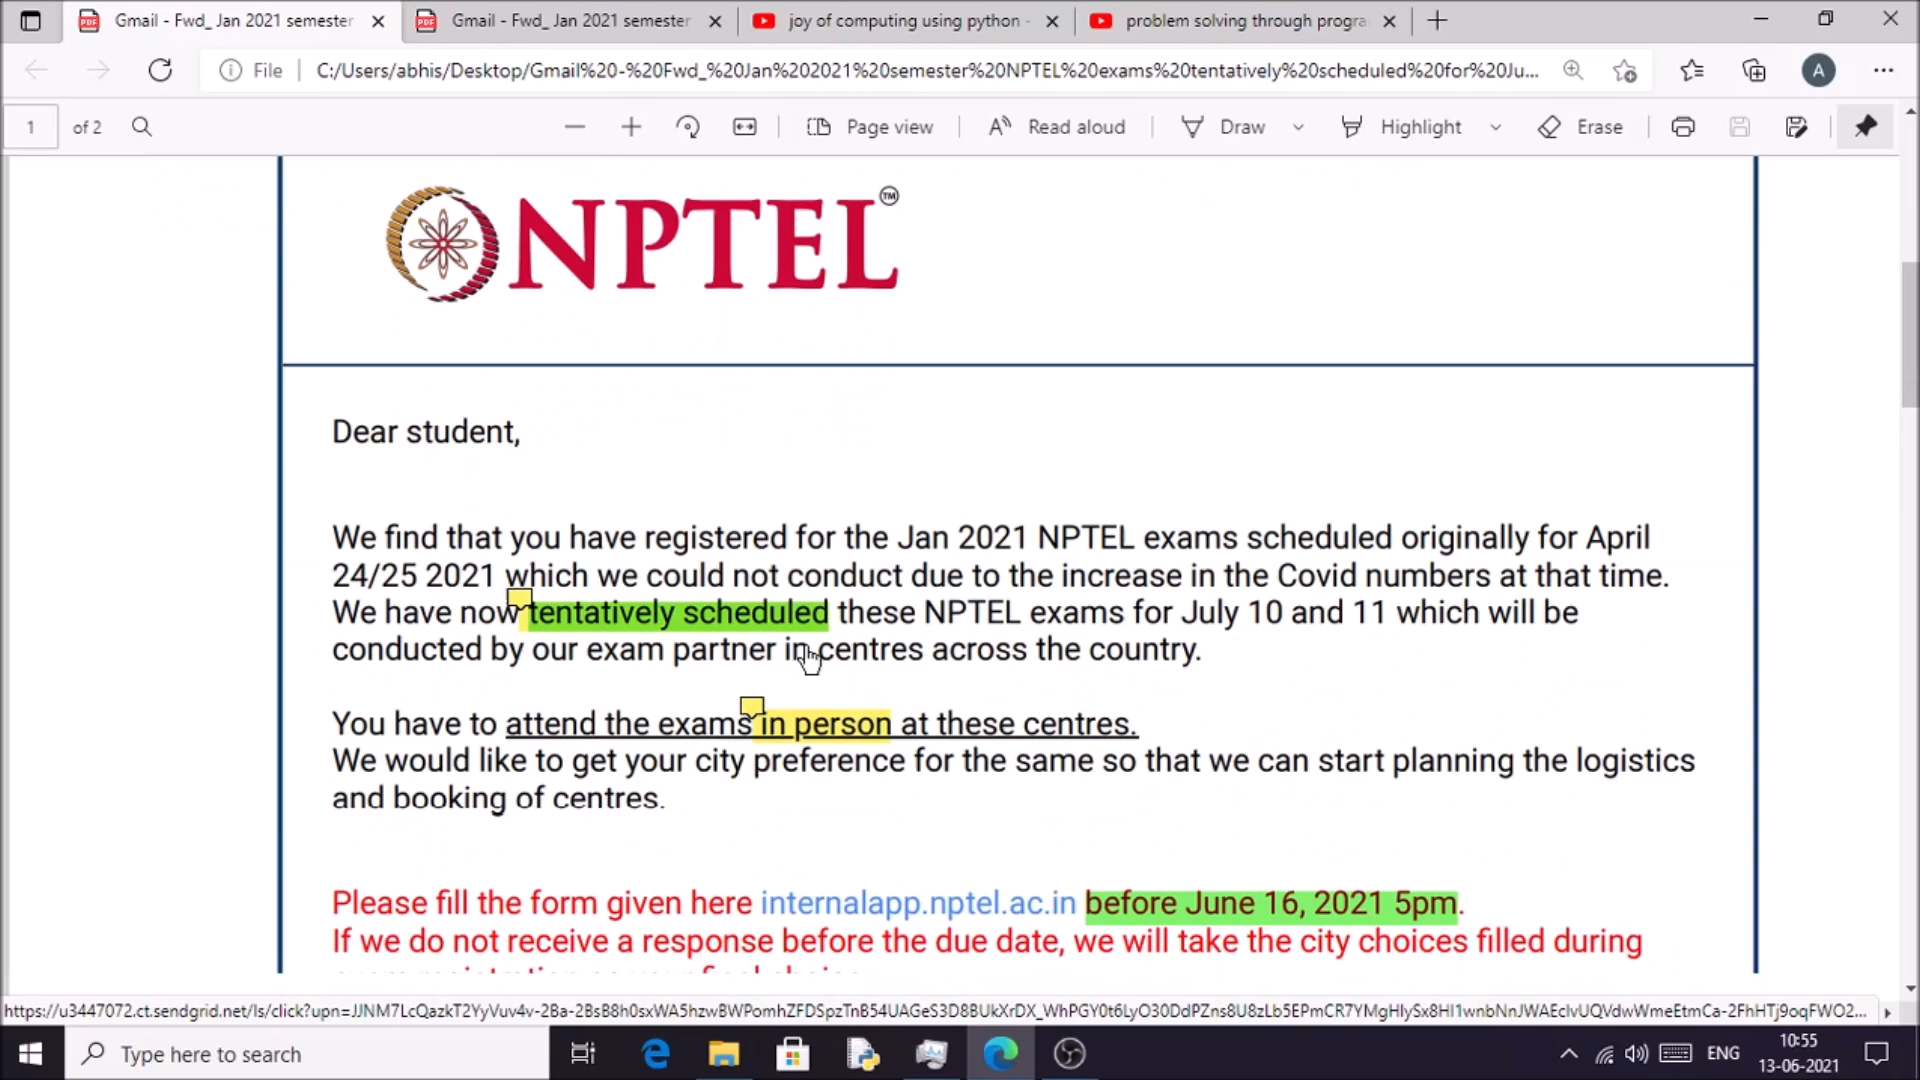 Gmail - Fwd_ Jan 2021 semester
Gmail - Fwd_ Jan 2021 semester
joy of computing using python -
problem solving through progra
File
C:/Users/abhis/Desktop/Gmail%20-%20Fwd_%20Jan%202021%20semester%20NPTEL%20exams%20tentatively%20scheduled%20for%20Ju...
A
1 of 2
Page view
Read aloud
Draw
Highlight
Erase
NPTEL TM
Dear student,
We find that you have registered for the Jan 2021 NPTEL exams scheduled originally for April
24/25 2021 which we could not conduct due to the increase in the Covid numbers at that time.
We have now tentatively scheduled these NPTEL exams for July 10 and 11 which will be
conducted by our exam partner in centres across the country.
You have to attend the exams in person at these centres.
We would like to get your city preference for the same so that we can start planning the logistics
and booking of centres.
Please fill the form given here internalapp.nptel.ac.in before June 16, 2021 5pm.
If we do not receive a response before the due date, we will take the city choices filled during
Type here to search
ENG
10:55
13-06-2021